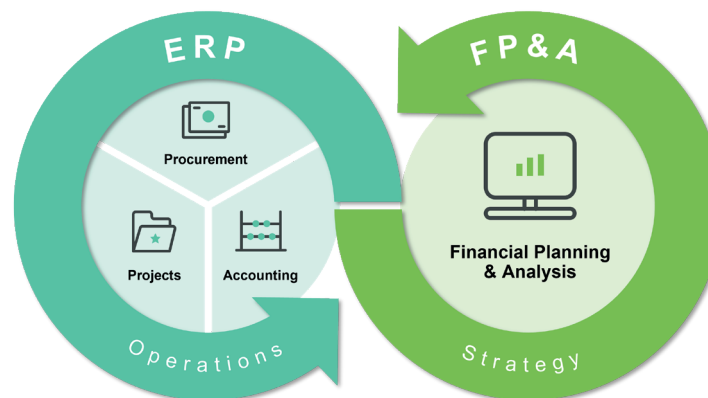 ERP
FP&A
Procurement
Projects
Accounting
Operations
Financial Planning
& Analysis
Strategy